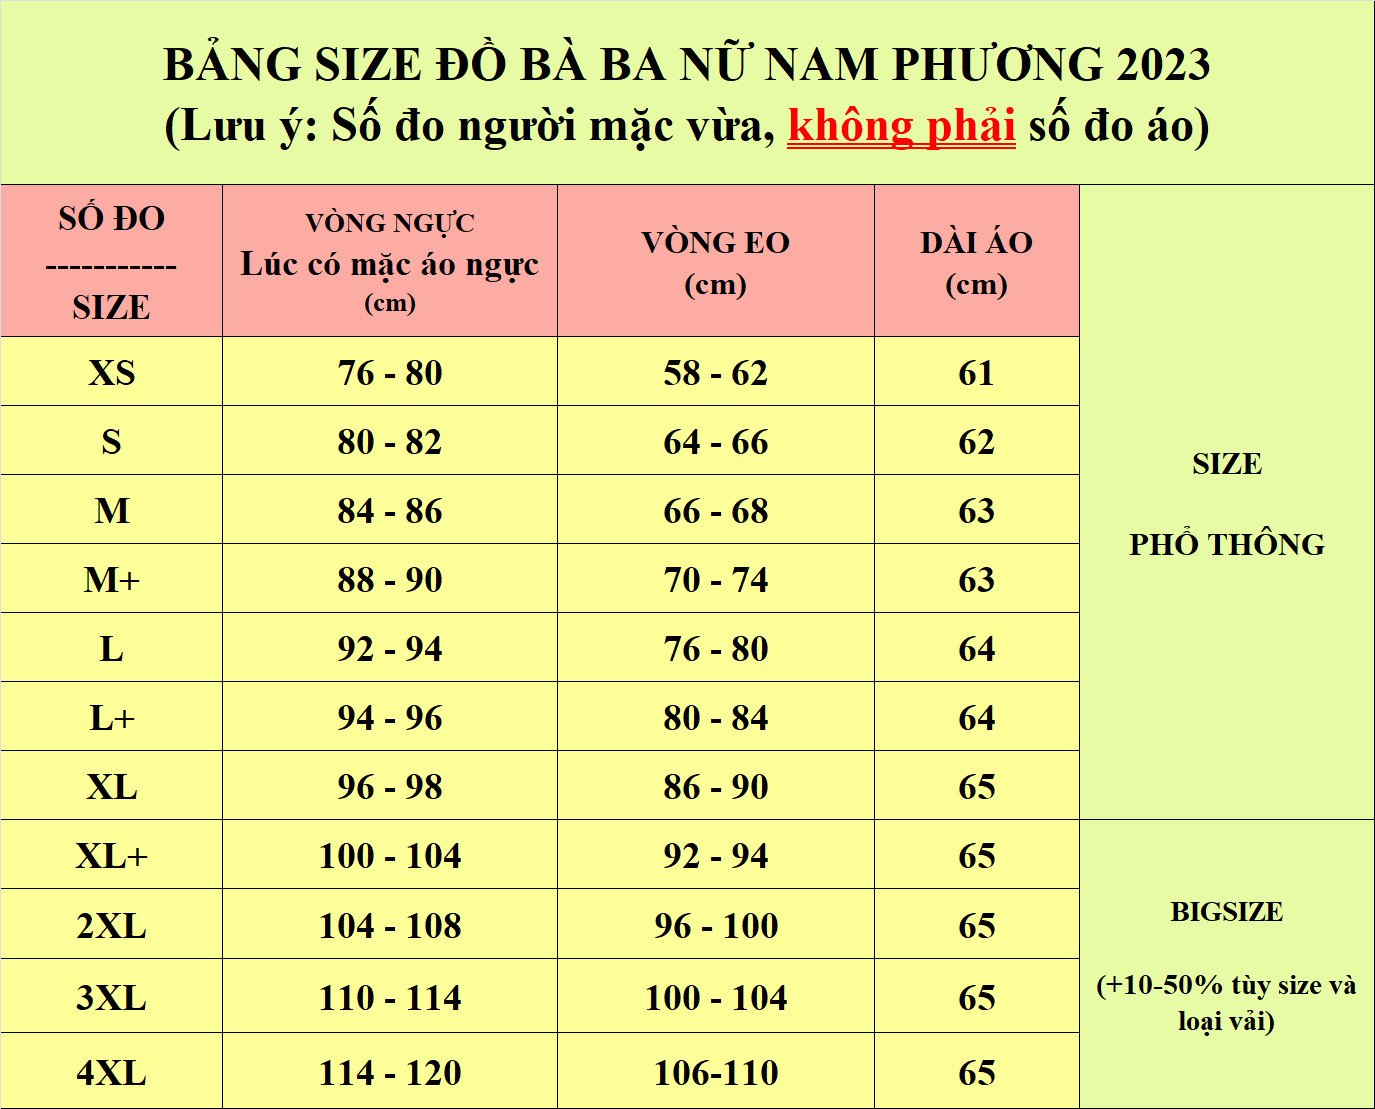 BẢNG SIZE ĐỒ BÀ BA NỮ NAM PHƯƠNG 2023
(Lưu ý: Số đo người mặc vừa, không phải số đo áo)
SỐ ĐO
-----------
SIZE
VÒNG NGỰC
Lúc có mặc áo ngực
(cm)
VÒNG EO
(cm)
DÀI ÁO
(cm)
XS 76 - 80 58 - 62 61
S 80 - 82 64 - 66 62
M 84 - 86 66 - 68 63
M+ 88 - 90 70 - 74 63
L 92 - 94 76 - 80 64
L+ 94 - 96 80 - 84 64
XL 96 - 98 86 - 90 65
SIZE
PHỔ THÔNG
XL+ 100 - 104 92 - 94 65
2XL 104 - 108 96 - 100 65
3XL 110 - 114 100 - 104 65
4XL 114 - 120 106-110 65
BIGSIZE
(+10-50% tùy size và
loại vải)